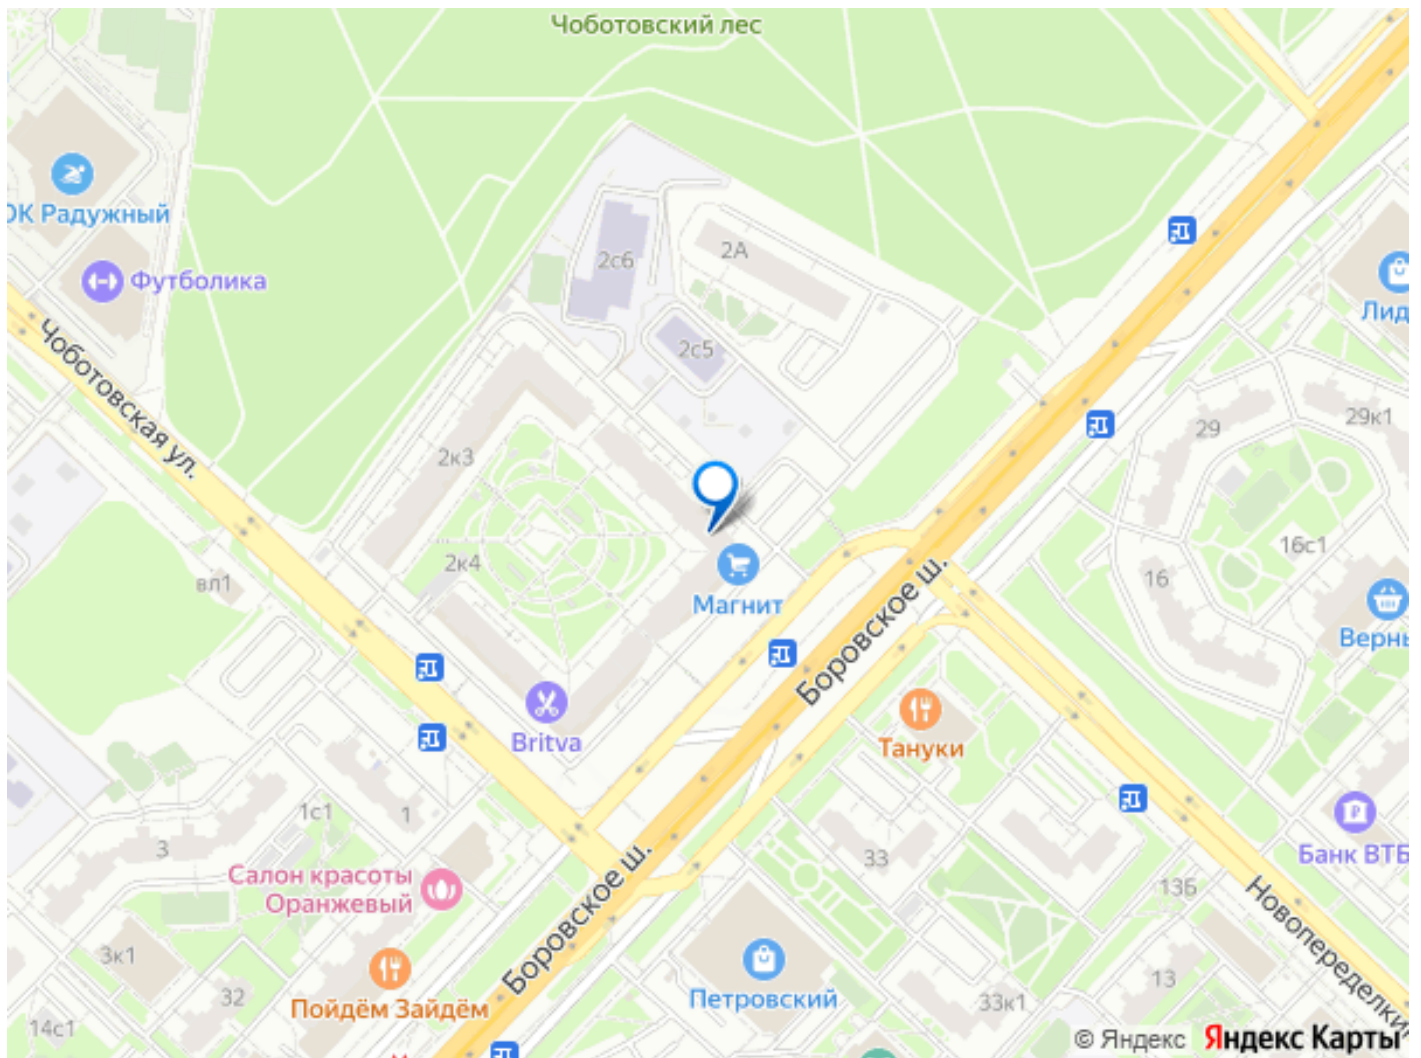 Чоботовский лес
ОК Радужный
Футболика
2с6
2А
2с5
Лид
Чоботовская ул.
29
29к1
2к3
2к4
16с1
16
вл1
Магнит
Верны
Боровское ш.
Britva
Тануки
1с1
1
3
33
Банк ВТБ
Салон красоты
Оранжевый
Боровское ш.
13Б
Новопеределки
3к1
32
Пойдём Зайдём
Петровский
33к1
13
14с1
© Яндекс Яндекс Карты